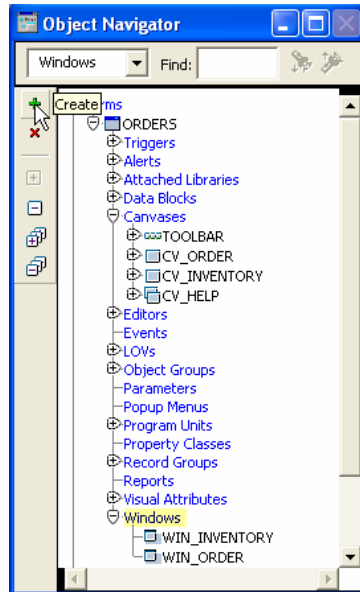 Object Navigator
Windows Find:
Create
rms
ORDERS
Triggers
Alerts
Attached Libraries
Data Blocks
Canvases
TOOLBAR
CV_ORDER
CV_INVENTORY
CV_HELP
Editors
Events
LOVs
Object Groups
Parameters
Popup Menus
Program Units
Property Classes
Record Groups
Reports
Visual Attributes
Windows
WIN_INVENTORY
WIN_ORDER